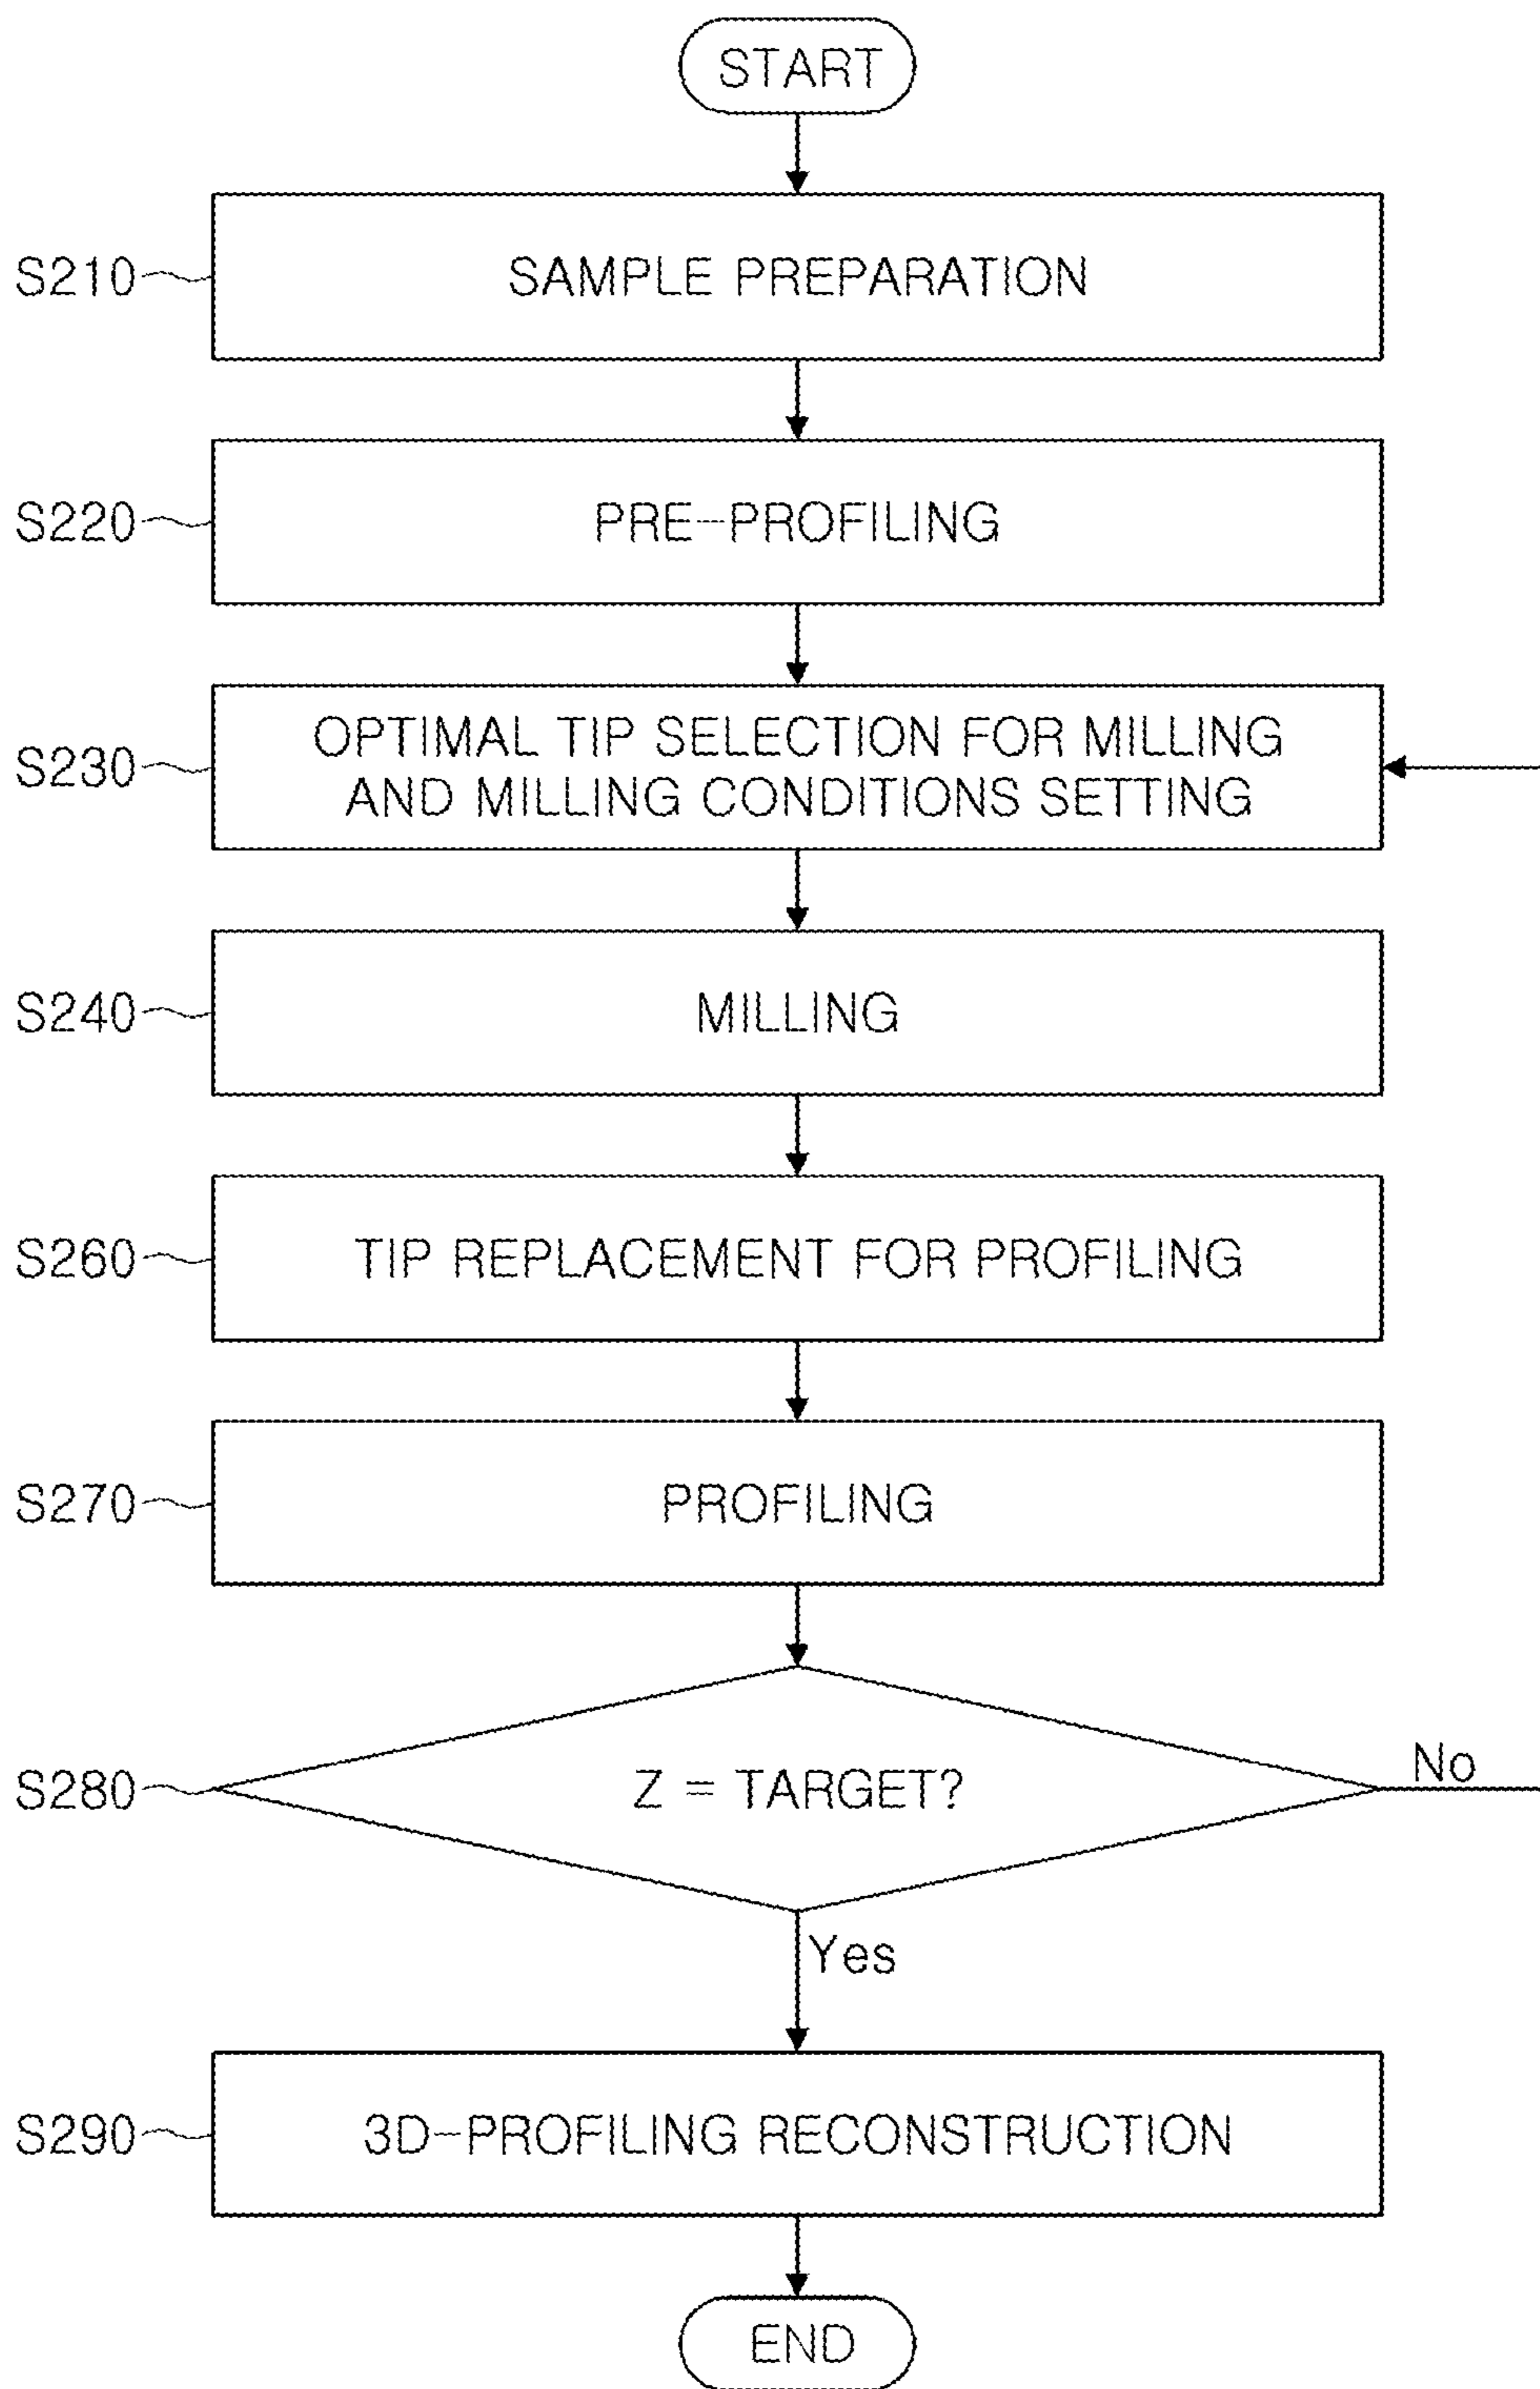 START
S210
SAMPLE PREPARATION
S220
PRE-PROFILING
S230
OPTIMAL TIP SELECTION FOR MILLING
AND MILLING CONDITIONS SETTING
S240
MILLING
S260
TIP REPLACEMENT FOR PROFILING
S270
PROFILING
S280
Z = TARGET?
No
Yes
S290
3D-PROFILING RECONSTRUCTION
END